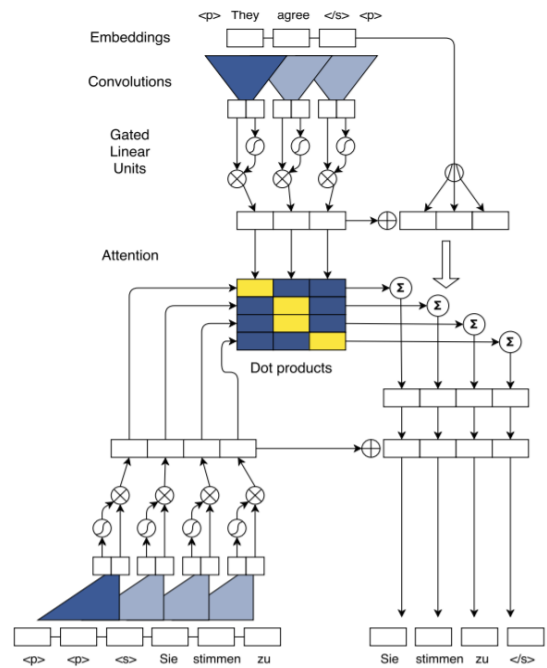 <p> They agree </s> <p>
Embeddings
Convolutions
Gated
Linear
Units
Attention
Σ
Σ
Σ
Σ
Dot products
<p> <p> <s> Sie stimmen zu
Sie stimmen zu </s>